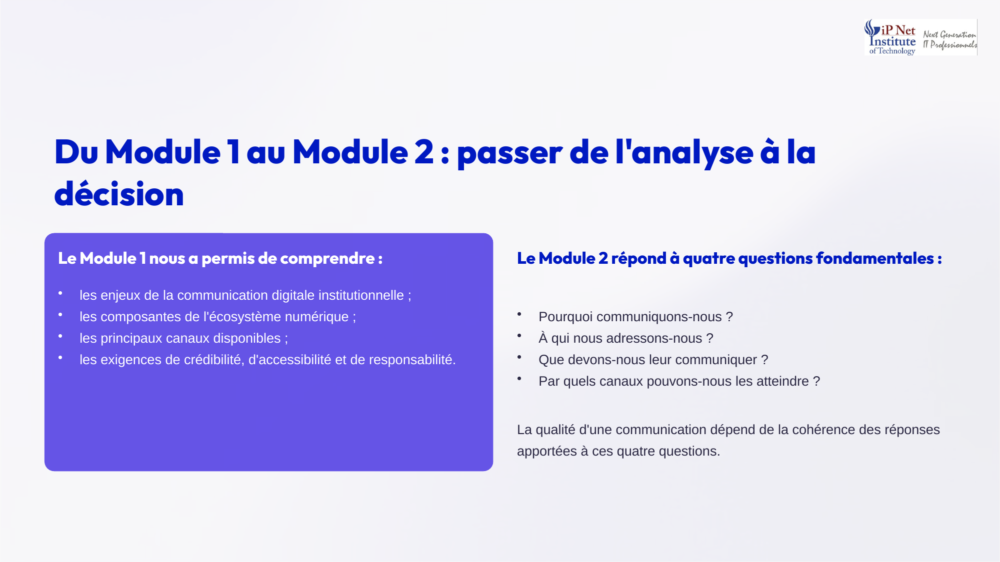 iP Net
Institute
of Technology
Next Generation
IT Professionnels
Du Module 1 au Module 2 : passer de l'analyse à la
décision
Le Module 1 nous a permis de comprendre :
• les enjeux de la communication digitale institutionnelle ;
• les composantes de l'écosystème numérique ;
• les principaux canaux disponibles ;
• les exigences de crédibilité, d'accessibilité et de responsabilité.
Le Module 2 répond à quatre questions fondamentales :
• Pourquoi communiquons-nous ?
• À qui nous adressons-nous ?
• Que devons-nous leur communiquer ?
• Par quels canaux pouvons-nous les atteindre ?
La qualité d'une communication dépend de la cohérence des réponses
apportées à ces quatre questions.